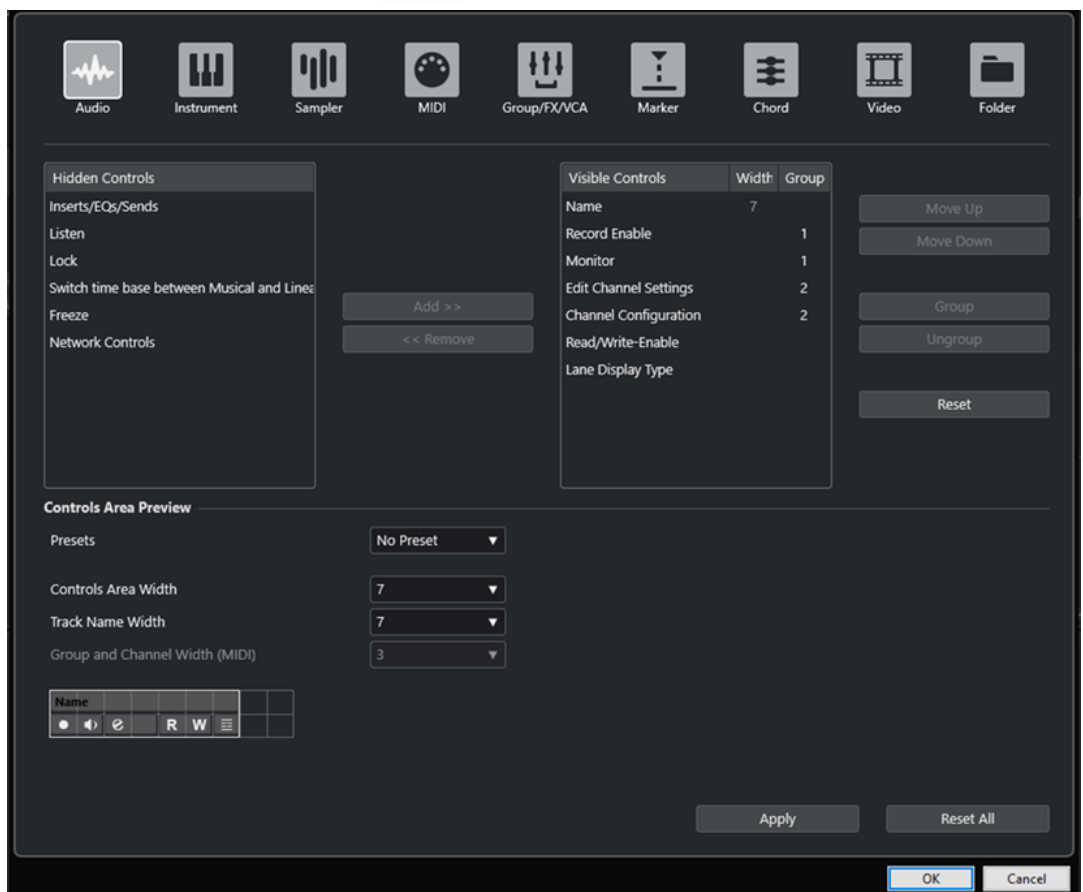 Audio Instrument Sampler MIDI Group/FX/VCA Marker Chord Video Folder
Hidden Controls
Inserts/EQs/Sends
Listen
Lock
Switch time base between Musical and Linea
Freeze
Network Controls
Add >>
<< Remove
Visible Controls Width Group
Name 7
Record Enable 1
Monitor 1
Edit Channel Settings 2
Channel Configuration 2
Read/Write-Enable
Lane Display Type
Move Up
Move Down
Group
Ungroup
Reset
Controls Area Preview
Presets No Preset
Controls Area Width 7
Track Name Width 7
Group and Channel Width (MIDI) 3
Name
e R W
Apply Reset All
OK Cancel